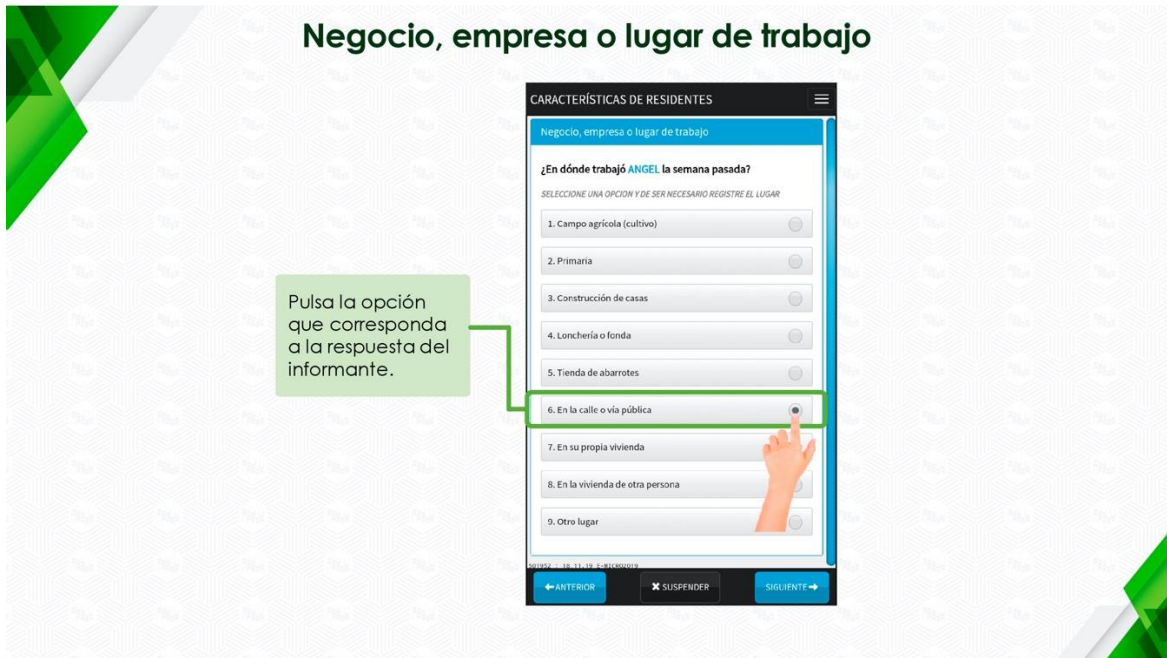 Negocio, empresa o lugar de trabajo
CARACTERÍSTICAS DE RESIDENTES
Negocio, empresa o lugar de trabajo
¿En dónde trabajó ANGEL la semana pasada?
SELECCIONE UNA OPCION Y DE SER NECESARIO REGISTRE EL LUGAR
1. Campo agrícola (cultivo)
2. Primaria
3. Construcción de casas
4. Lonchería o fonda
5. Tienda de abarrotes
6. En la calle o vía pública
7. En su propia vivienda
8. En la vivienda de otra persona
9. Otro lugar
Pulsa la opción
que corresponda
a la respuesta del
informante.
ANTERIOR
SUSPENDER
SIGUIENTE